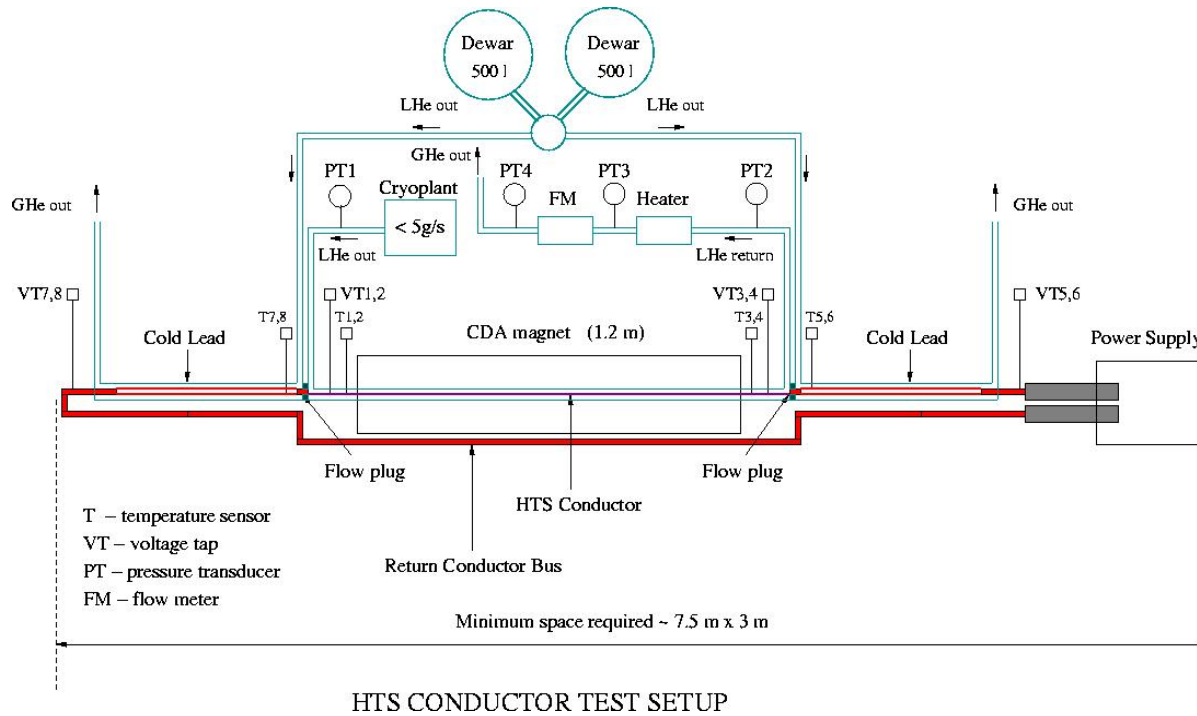 Dewar
500 l
Dewar
500 l
LHe out
LHe out
GHe out
PT1
PT4
PT3
PT2
Cryoplant
FM
Heater
GHe out
GHe out
< 5g/s
LHe out
LHe return
VT7,8
VT1,2
VT3,4
VT5,6
T7,8
T1,2
T3,4
T5,6
Cold Lead
CDA magnet (1.2 m)
Cold Lead
Power Supply
Flow plug
Flow plug
HTS Conductor
T – temperature sensor
VT – voltage tap
PT – pressure transducer
FM – flow meter
Return Conductor Bus
Minimum space required ~ 7.5 m x 3 m
HTS CONDUCTOR TEST SETUP